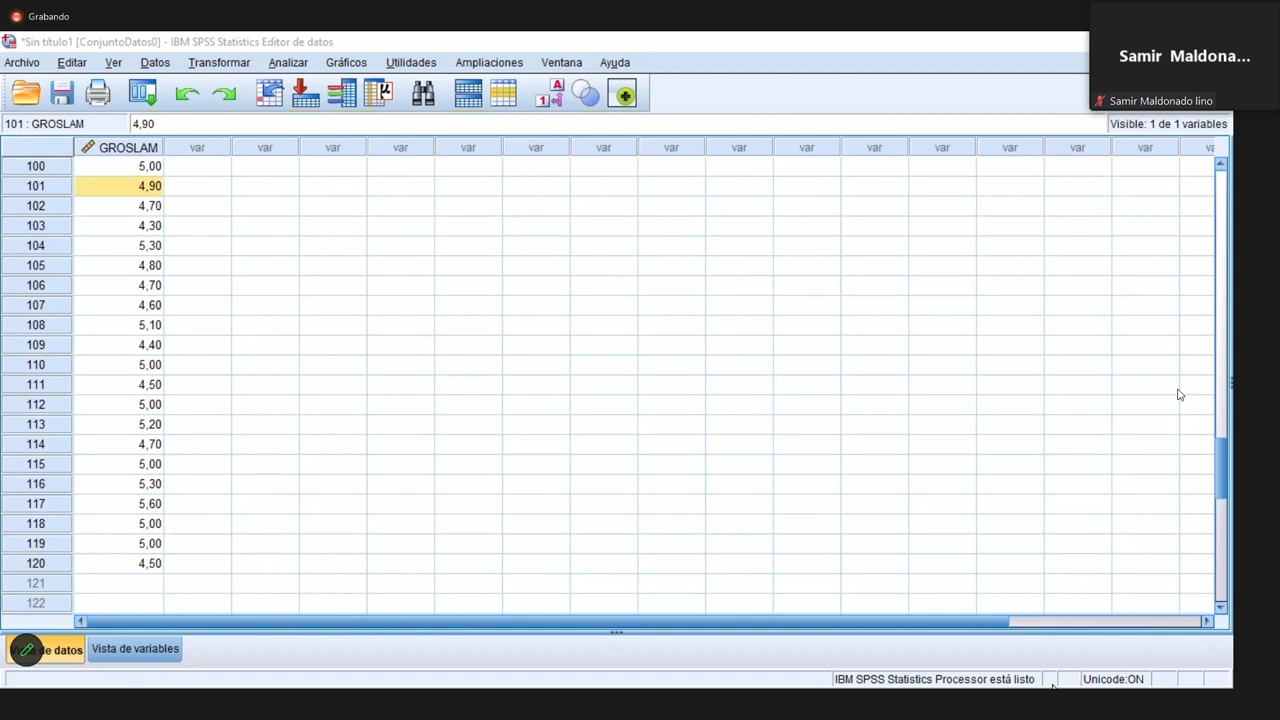 Grabando
*Sin título1 [ConjuntoDatos0] - IBM SPSS Statistics Editor de datos
Samir Maldona...
Samir Maldonado lino
Archivo Editar Ver Datos Transformar Analizar Gráficos Utilidades Ampliaciones Ventana Ayuda
101 : GROSLAM 4,90 Visible: 1 de 1 variables
GROSLAM var var var var var var var var var var var var var var var
100 5,00
101 4,90
102 4,70
103 4,30
104 5,30
105 4,80
106 4,70
107 4,60
108 5,10
109 4,40
110 5,00
111 4,50
112 5,00
113 5,20
114 4,70
115 5,00
116 5,30
117 5,60
118 5,00
119 5,00
120 4,50
121
122
de datos Vista de variables
IBM SPSS Statistics Processor está listo Unicode:ON